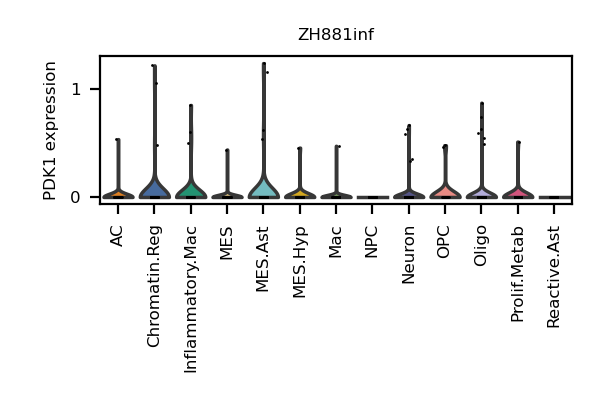 ZH881inf
PDK1 expression
1
0
AC
Chromatin.Reg
Inflammatory.Mac
MES
MES.Ast
MES.Hyp
Mac
NPC
Neuron
OPC
Oligo
Prolif.Metab
Reactive.Ast